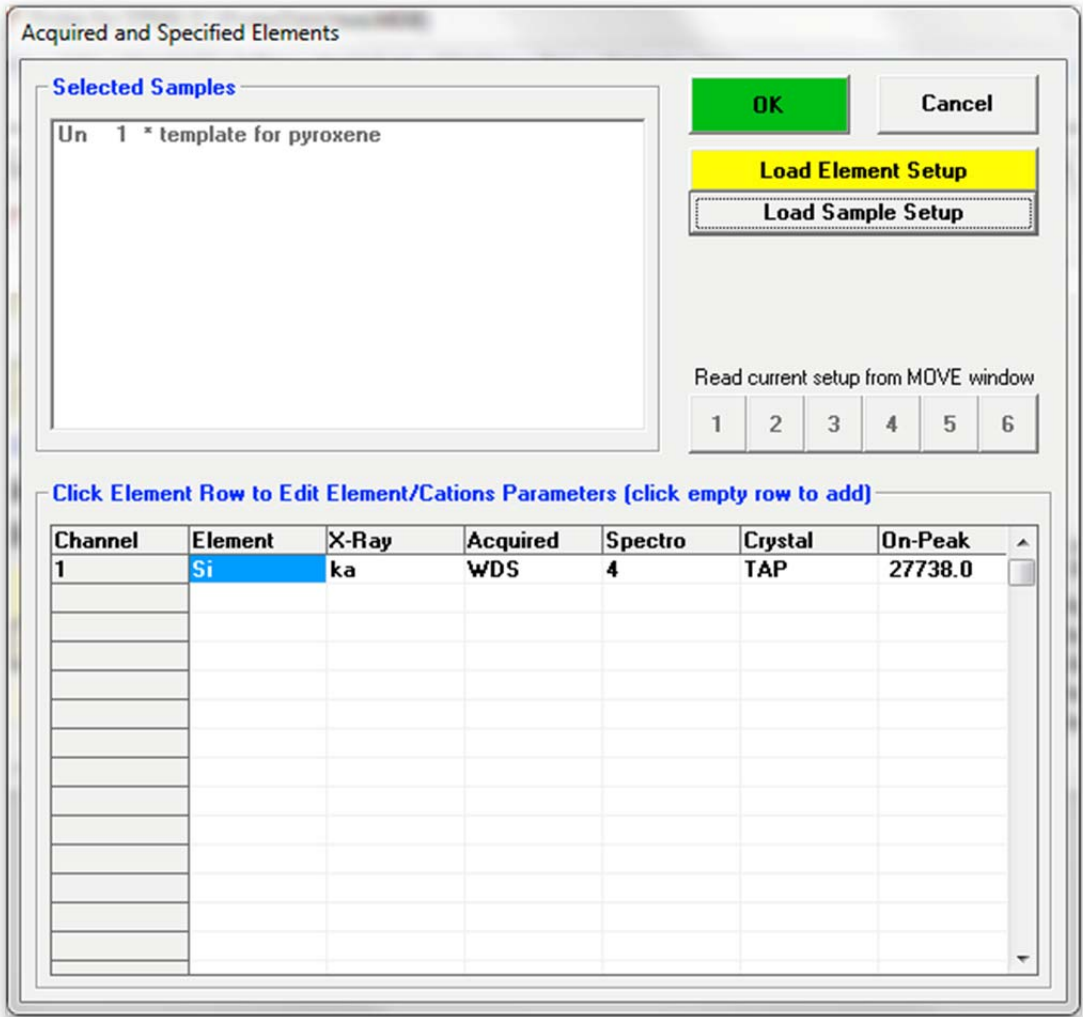 Acquired and Specified Elements
Selected Samples
Un 1 * template for pyroxene
OK
Cancel
Load Element Setup
Load Sample Setup
Read current setup from MOVE window
1 2 3 4 5 6
Click Element Row to Edit Element/Cations Parameters (click empty row to add)
Channel Element X-Ray Acquired Spectro Crystal On-Peak
1 Si ka WDS 4 TAP 27738.0